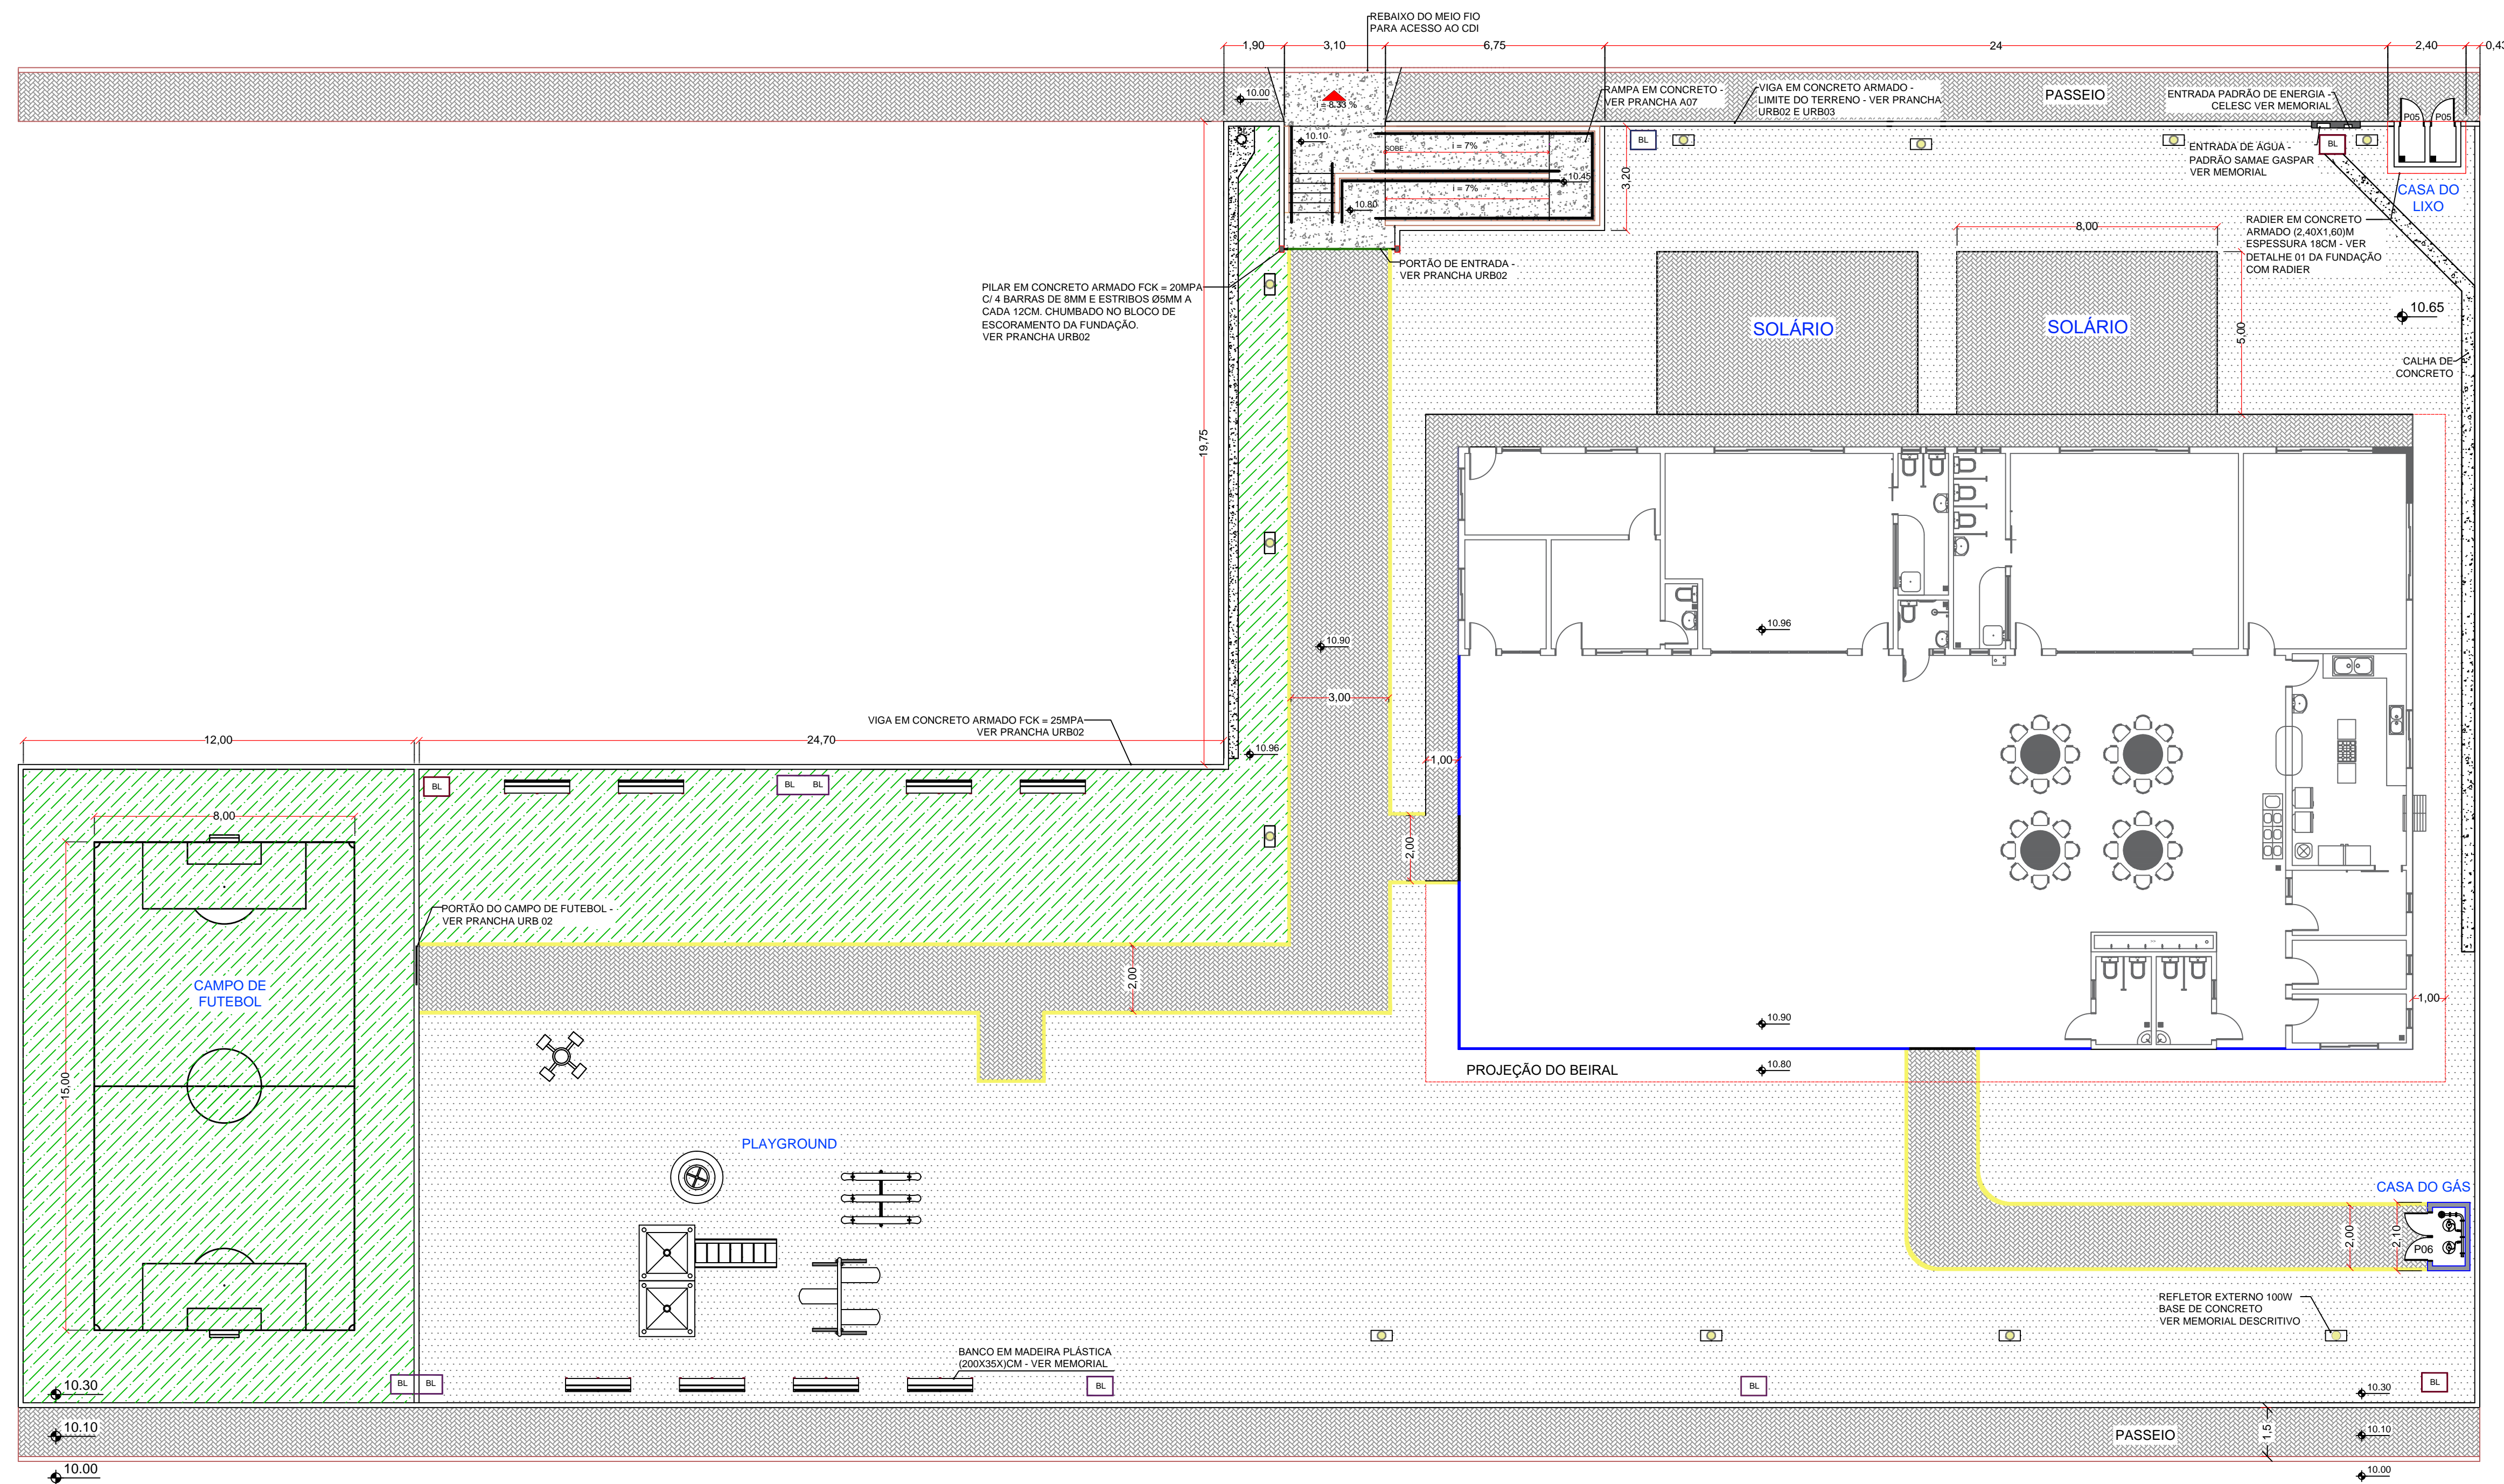 REBAIXO DO MEIO FIO
PARA ACESSO AO CDI
1,90
3,10
6,75
24
2,40
0,43
10.00
i = 8.33 %
RAMPA EM CONCRETO -
VER PRANCHA A07
VIGA EM CONCRETO ARMADO -
LIMITE DO TERRENO - VER PRANCHA
URB02 E URB03
PASSEIO
ENTRADA PADRÃO DE ENERGIA -
CELESC VER MEMORIAL
P05
P05
10.10
SOBE
i = 7%
10.45
i = 7%
10.80
3,20
BL
BL
ENTRADA DE ÁGUA -
PADRÃO SAMAE GASPAR
VER MEMORIAL
CASA DO
LIXO
RADIER EM CONCRETO
ARMADO (2,40X1,60)M
ESPESSURA 18CM - VER
DETALHE 01 DA FUNDAÇÃO
COM RADIER
8,00
PORTÃO DE ENTRADA -
VER PRANCHA URB02
PILAR EM CONCRETO ARMADO FCK = 20MPA
C/ 4 BARRAS DE 8MM E ESTRIBOS Ø5MM A
CADA 12CM. CHUMBADO NO BLOCO DE
ESCORAMENTO DA FUNDAÇÃO.
VER PRANCHA URB02
SOLÁRIO
SOLÁRIO
5,00
10.65
CALHA DE
CONCRETO
19,75
10.96
10.90
3,00
VIGA EM CONCRETO ARMADO FCK = 25MPA
VER PRANCHA URB02
12,00
24,70
10.96
1,00
BL
BL
BL
8,00
2,00
PORTÃO DO CAMPO DE FUTEBOL -
VER PRANCHA URB 02
CAMPO DE
FUTEBOL
2,00
1,00
10.90
PROJEÇÃO DO BEIRAL
10.80
15,00
PLAYGROUND
CASA DO GÁS
2,00
2,10
P06
REFLETOR EXTERNO 100W
BASE DE CONCRETO
VER MEMORIAL DESCRITIVO
BANCO EM MADEIRA PLÁSTICA
(200X35X)CM - VER MEMORIAL
10.30
BL
BL
BL
BL
10.30
BL
10.10
1,5
PASSEIO
10.10
10.00
10.00